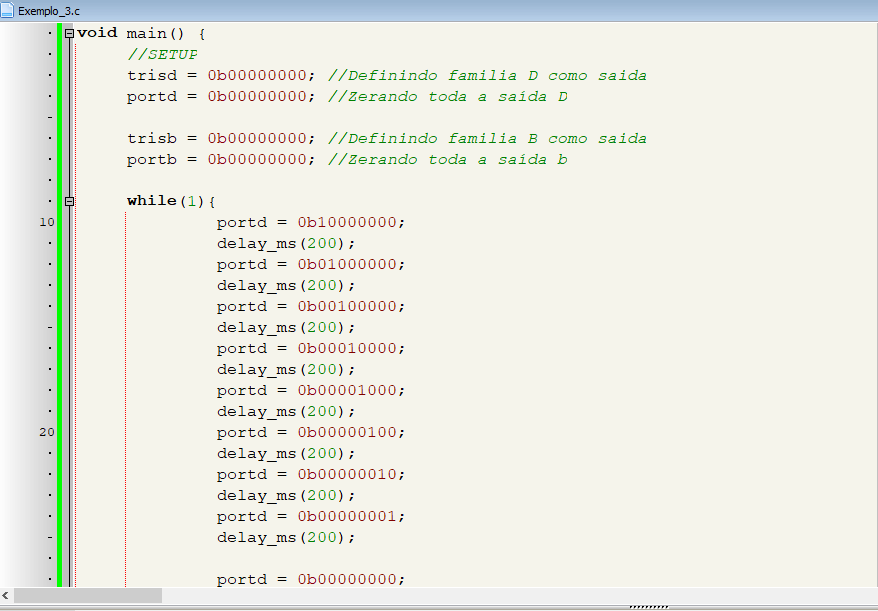 Exemplo_3.c
void main() {
//SETUP
trisd = 0b00000000; //Definindo familia D como saida
portd = 0b00000000; //Zerando toda a saída D
trisb = 0b00000000; //Definindo familia B como saida
portb = 0b00000000; //Zerando toda a saída b
while(1){
10 portd = 0b10000000;
delay_ms(200);
portd = 0b01000000;
delay_ms(200);
portd = 0b00100000;
delay_ms(200);
portd = 0b00010000;
delay_ms(200);
portd = 0b00001000;
delay_ms(200);
20 portd = 0b00000100;
delay_ms(200);
portd = 0b00000010;
delay_ms(200);
portd = 0b00000001;
delay_ms(200);
portd = 0b00000000;